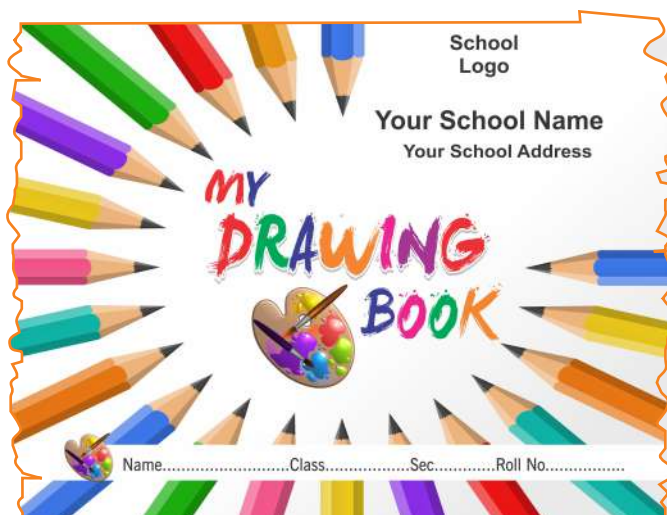 School
Logo
Your School Name
Your School Address
MY
DRAWING
BOOK
Name...........................Class..................Sec.............Roll No.................